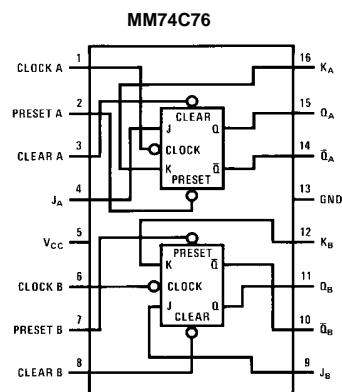 MM74C76
CLOCK A 1
16 K_A
PRESET A 2
15 Q_A
CLEAR A 3
14 Q̅_A
J_A 4
13 GND
V_CC 5
12 K_B
CLOCK B 6
11 Q_B
PRESET B 7
10 Q̅_B
CLEAR B 8
9 J_B
CLEAR
J Q
CLOCK
K Q̅
PRESET
PRESET
K Q̅
CLOCK
J Q
CLEAR